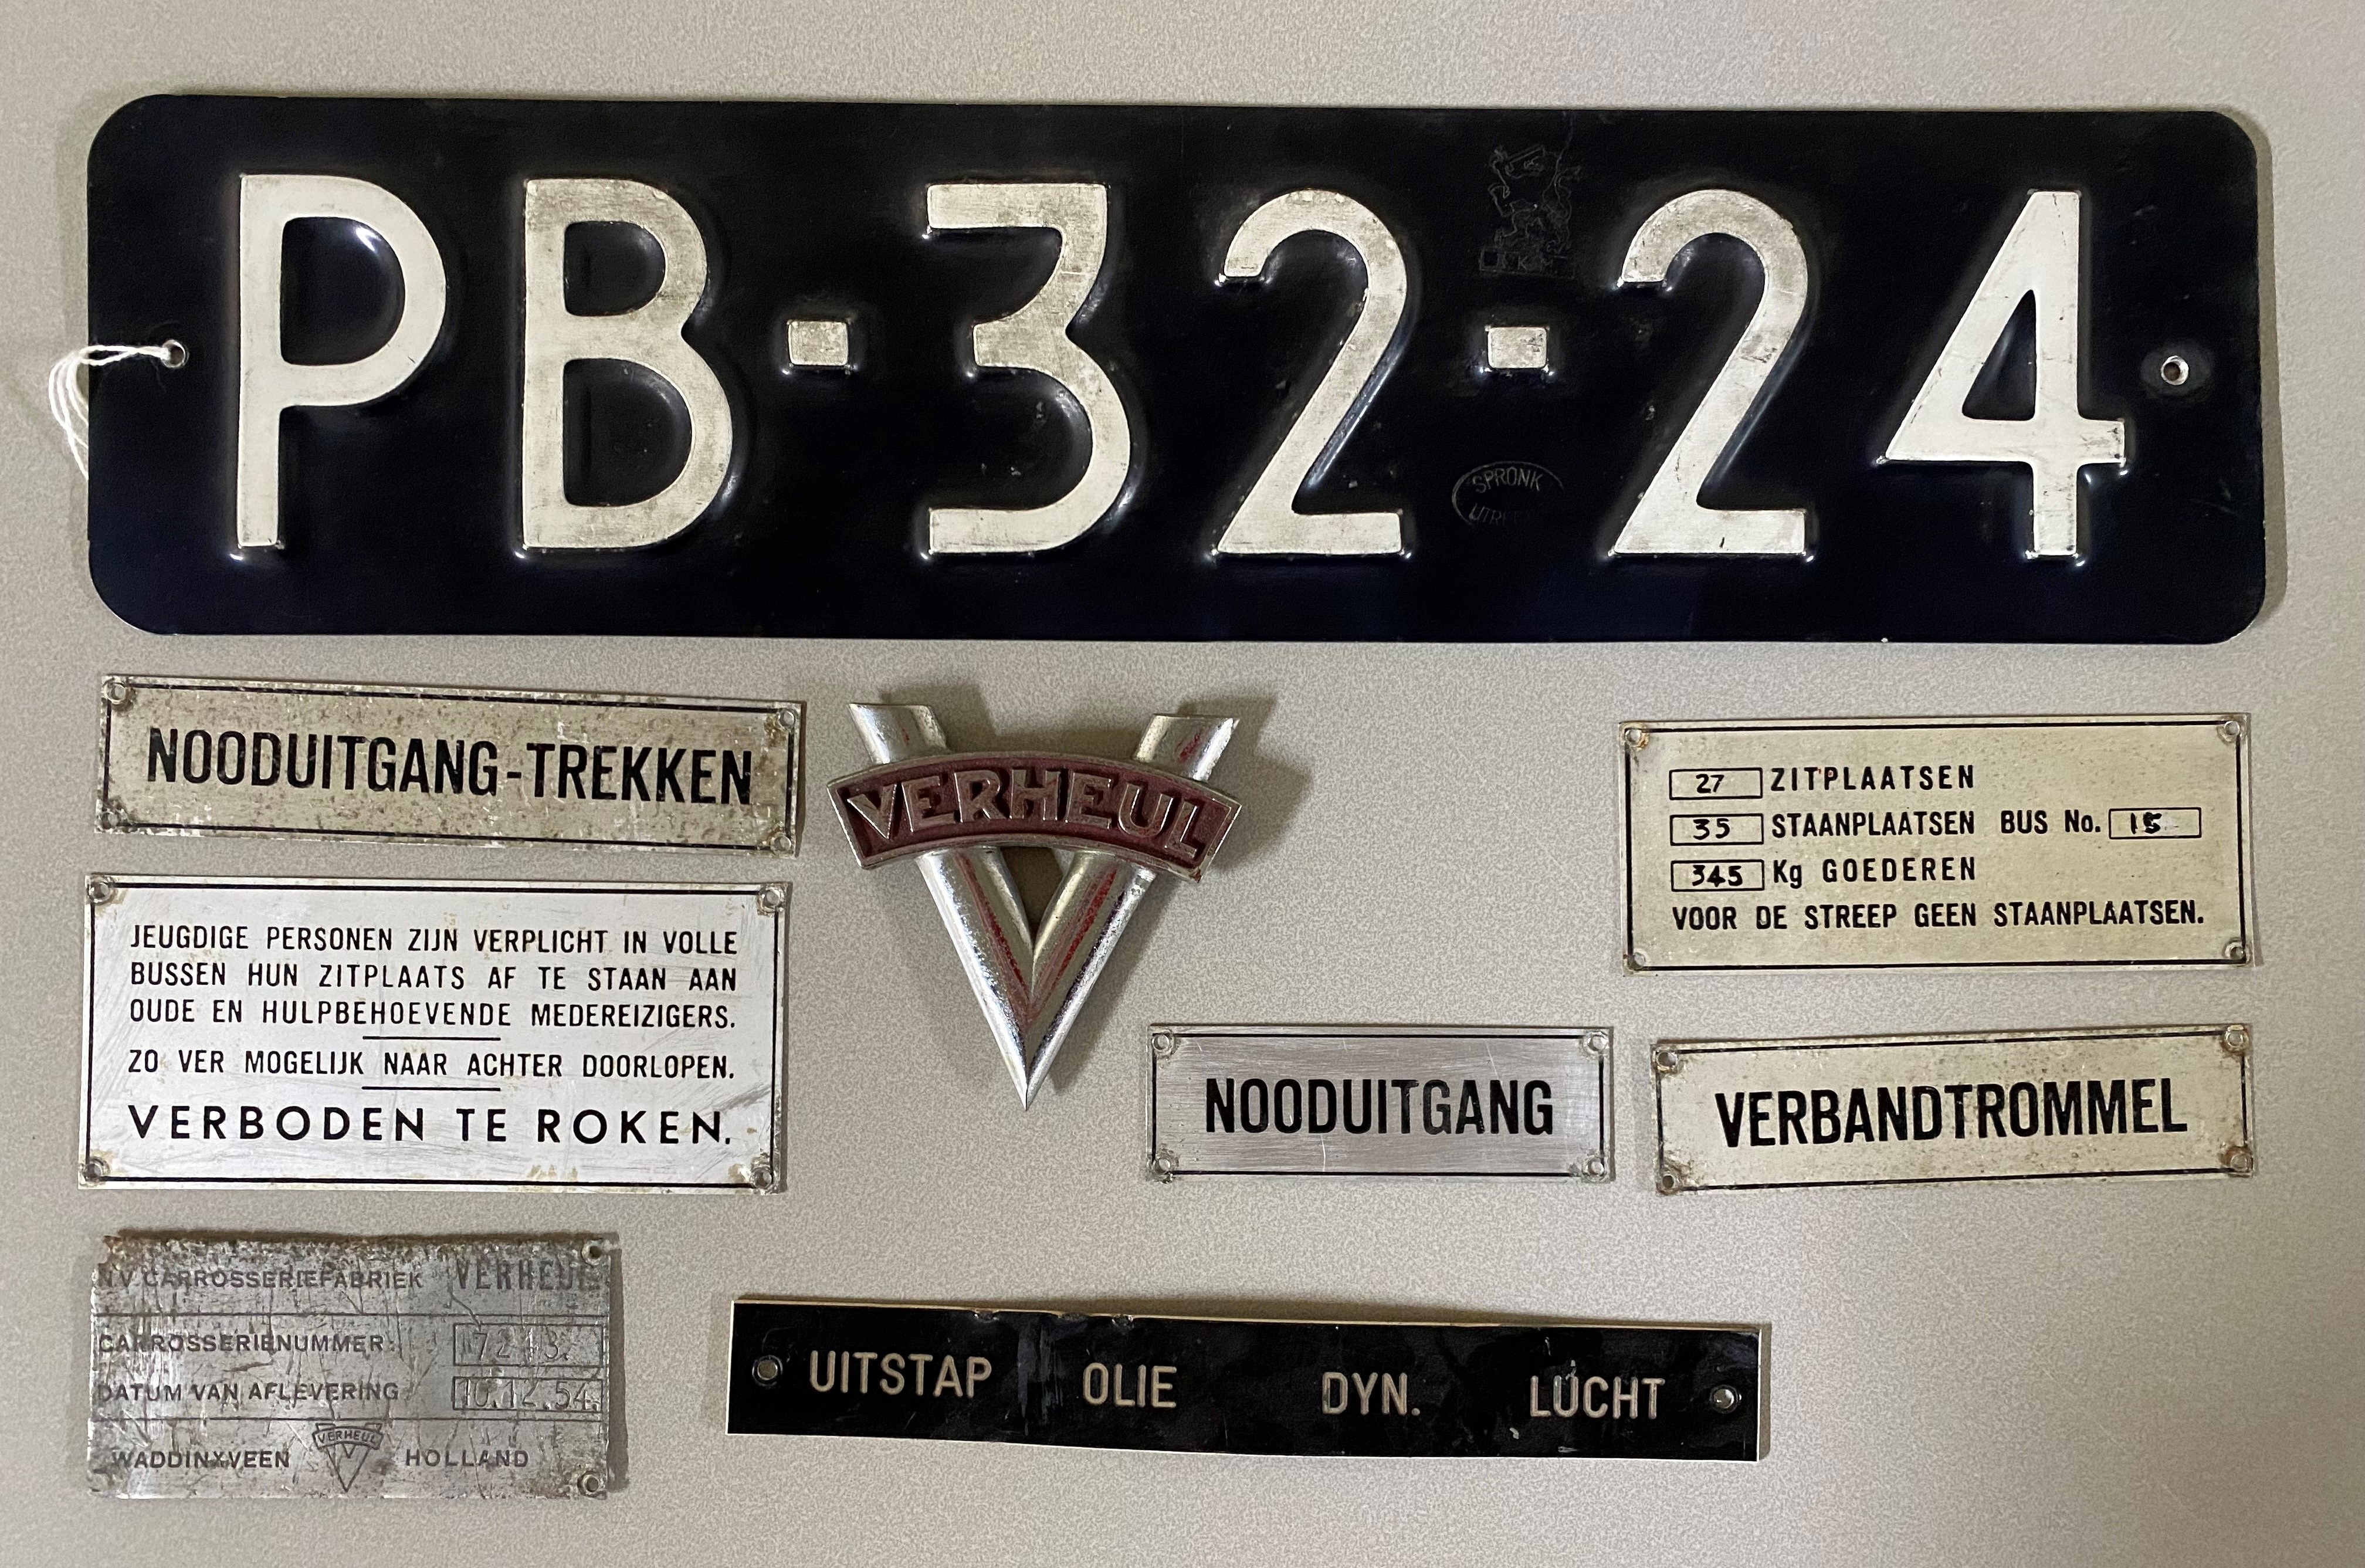 PB-32-24
SPRONK
NOODUITGANG-TREKKEN
VERHEUL
27 ZITPLAATSEN
35 STAANPLAATSEN BUS No. 15
345 Kg GOEDEREN
VOOR DE STREEP GEEN STAANPLAATSEN.
JEUGDIGE PERSONEN ZIJN VERPLICHT IN VOLLE
BUSSEN HUN ZITPLAATS AF TE STAAN AAN
OUDE EN HULPBEHOEVENDE MEDEREIZIGERS.
ZO VER MOGELIJK NAAR ACHTER DOORLOPEN.
VERBODEN TE ROKEN.
NOODUITGANG
VERBANDTROMMEL
N.V. CARROSSERIEFABRIEK VERHEUL
CARROSSERIENUMMER:
DATUM VAN AFLEVERING: 10.12.54.
VERHEUL
WADDINXVEEN HOLLAND
UITSTAP OLIE DYN. LUCHT